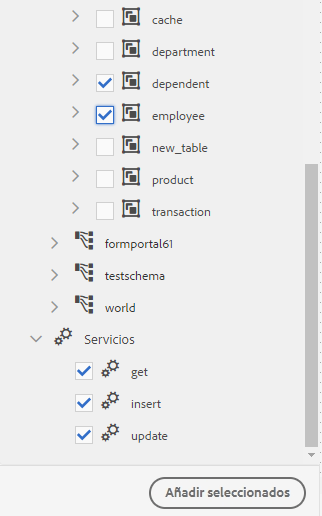 cache
department
dependent
employee
new_table
product
transaction
formportal61
testschema
world
Servicios
get
insert
update
Añadir seleccionados